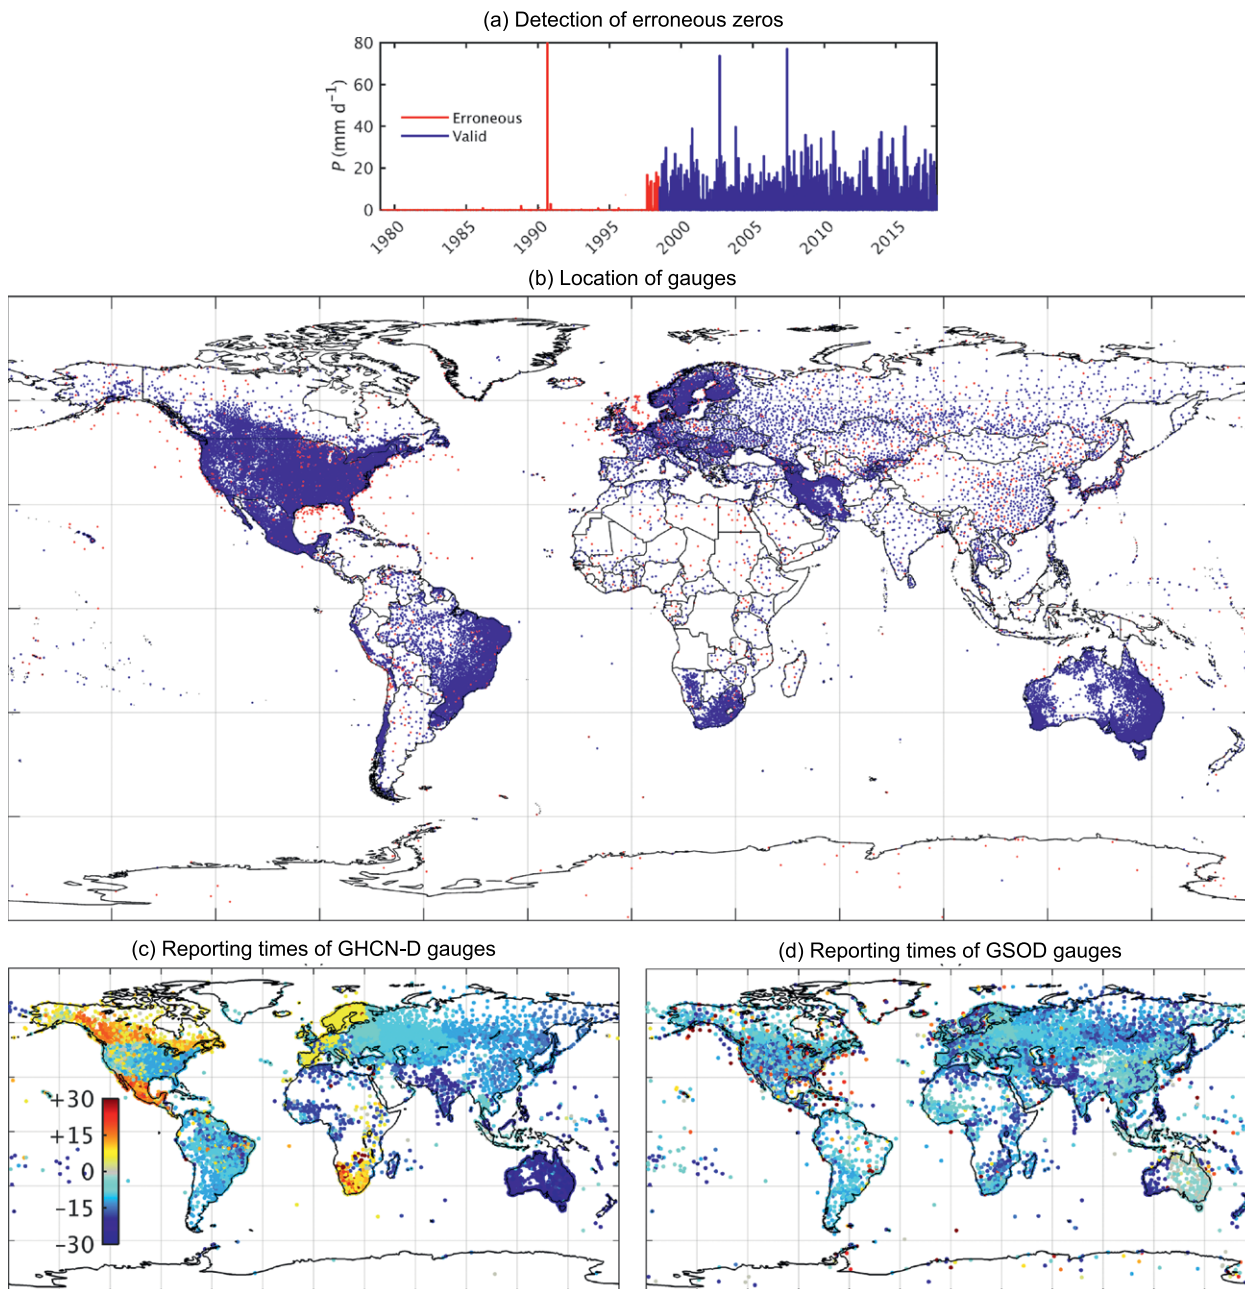 (a) Detection of erroneous zeros
80
60
40
20
0
P (mm d⁻¹)
Erroneous
Valid
1980 1985 1990 1995 2000 2005 2010 2015
(b) Location of gauges
(c) Reporting times of GHCN-D gauges
(d) Reporting times of GSOD gauges
+30
+15
0
−15
−30